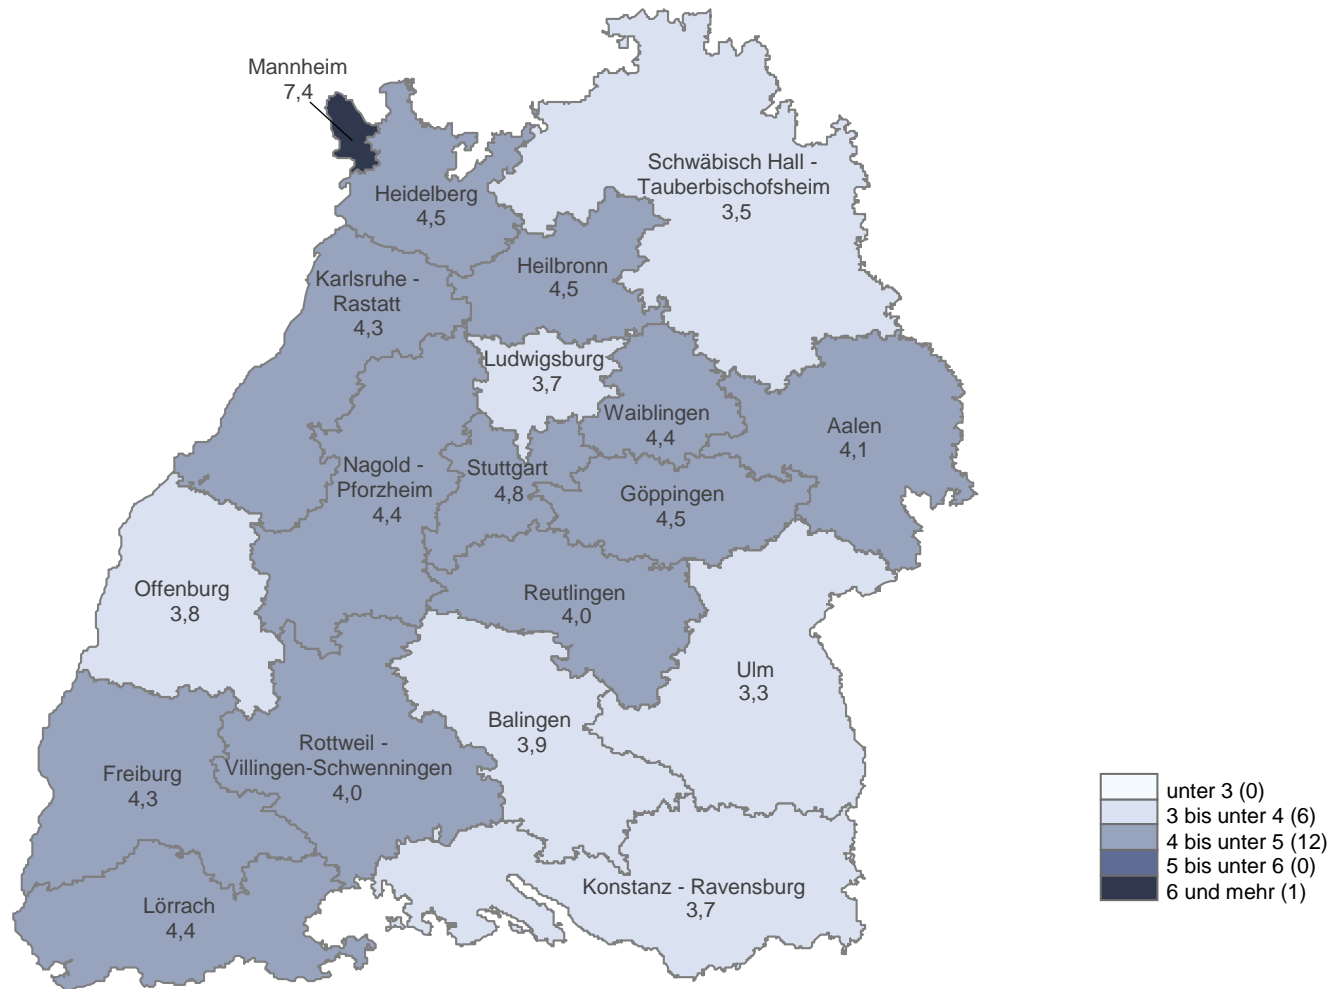 Mannheim
7,4
Schwäbisch Hall -
Tauberbischofsheim
3,5
Heidelberg
4,5
Heilbronn
4,5
Karlsruhe -
Rastatt
4,3
Ludwigsburg
3,7
Waiblingen
4,4
Aalen
4,1
Nagold -
Pforzheim
4,4
Stuttgart
4,8
Göppingen
4,5
Offenburg
3,8
Reutlingen
4,0
Ulm
3,3
Balingen
3,9
Rottweil -
Villingen-Schwenningen
4,0
Freiburg
4,3
Konstanz - Ravensburg
3,7
Lörrach
4,4
unter 3 (0)
3 bis unter 4 (6)
4 bis unter 5 (12)
5 bis unter 6 (0)
6 und mehr (1)